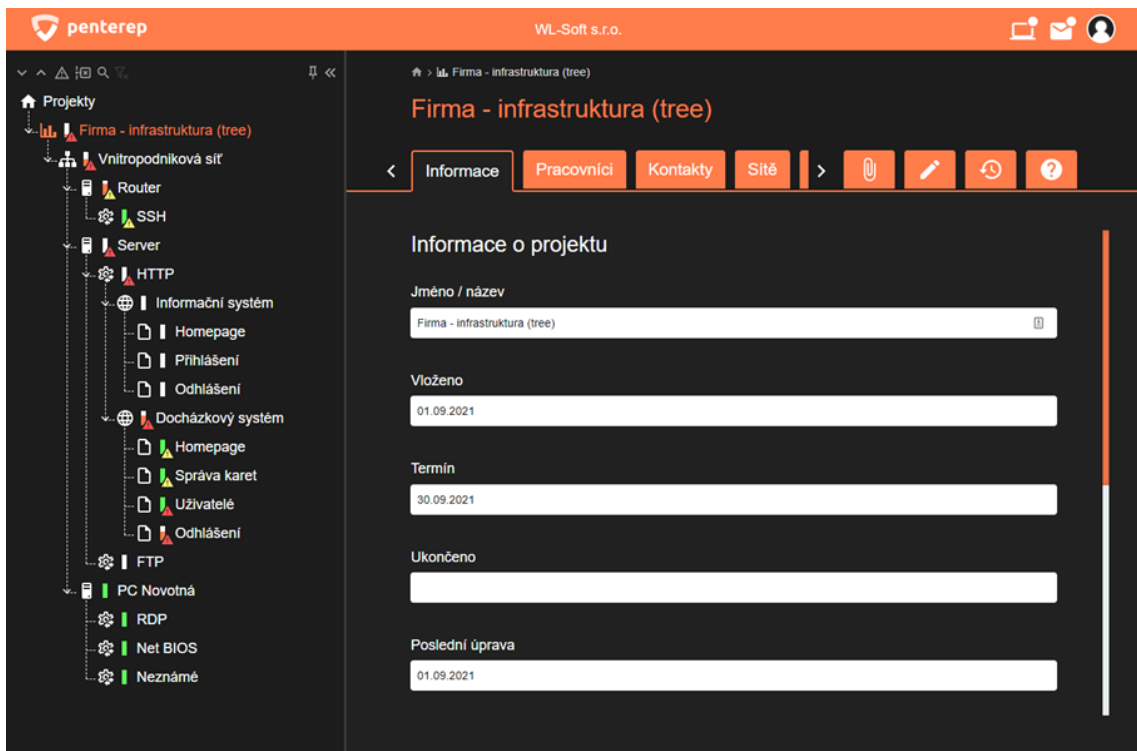 penterep
WL-Soft s.r.o.
Projekty
Firma - infrastruktura (tree)
Vnitropodniková síť
Router
SSH
Server
HTTP
Informační systém
Homepage
Přihlášení
Odhlášení
Docházkový systém
Homepage
Správa karet
Uživatelé
Odhlášení
FTP
PC Novotná
RDP
Net BIOS
Neznámé
> Firma - infrastruktura (tree)
Firma - infrastruktura (tree)
Informace Pracovníci Kontakty Sítě
Informace o projektu
Jméno / název
Firma - infrastruktura (tree)
Vloženo
01.09.2021
Termín
30.09.2021
Ukončeno
Poslední úprava
01.09.2021